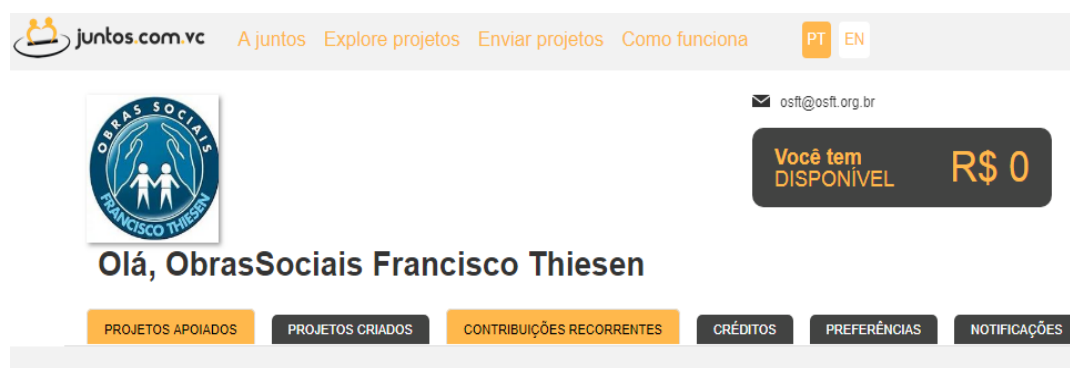 juntos.com.vc A juntos Explore projetos Enviar projetos Como funciona PT EN
OBRAS SOCIAIS
FRANCISCO THIESEN
osft@osft.org.br
Você tem
DISPONÍVEL
R$ 0
Olá, ObrasSociais Francisco Thiesen
PROJETOS APOIADOS PROJETOS CRIADOS CONTRIBUIÇÕES RECORRENTES CRÉDITOS PREFERÊNCIAS NOTIFICAÇÕES